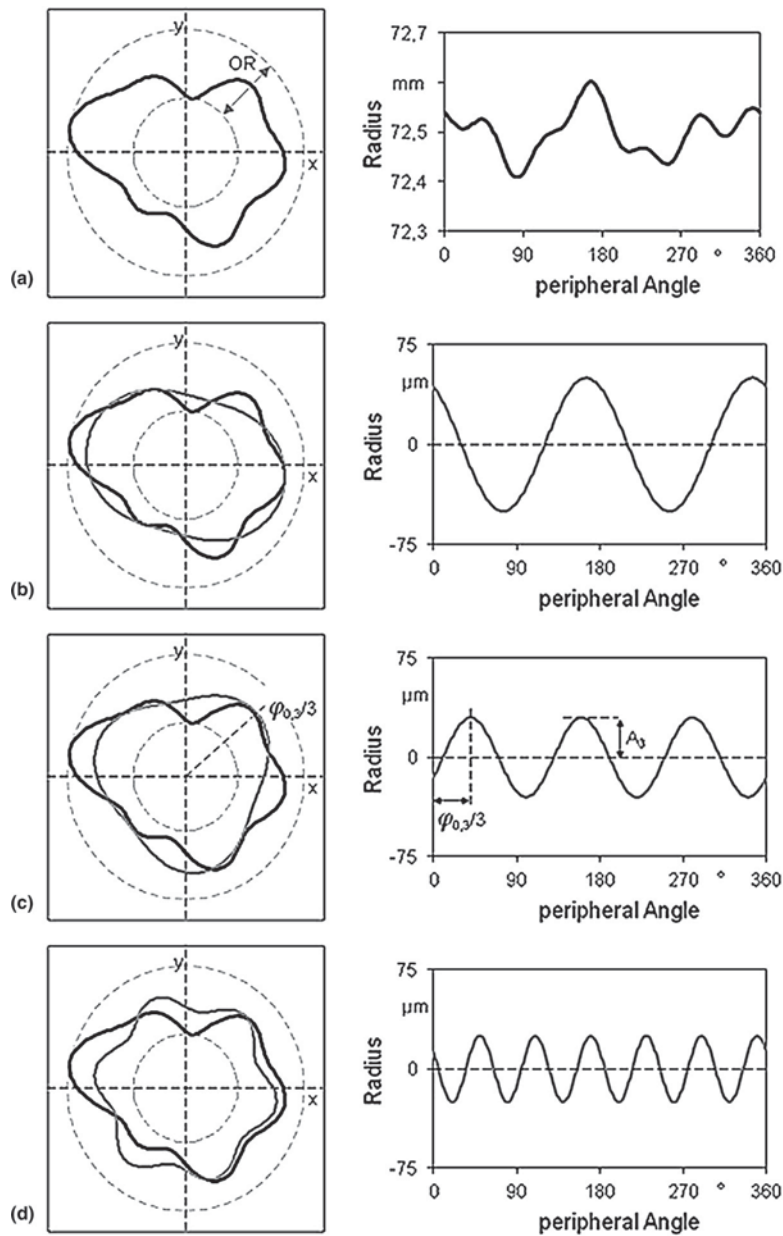 y
OR
x
(a)
72,7
mm
72,5
72,4
72,3
Radius
0 90 180 270 ° 360
peripheral Angle
y
x
(b)
75
µm
0
-75
Radius
0 90 180 270 ° 360
peripheral Angle
y
φ0,3/3
x
(c)
75
µm
0
-75
Radius
A3
φ0,3/3
0 90 180 270 ° 360
peripheral Angle
y
x
(d)
75
µm
0
-75
Radius
0 90 180 270 ° 360
peripheral Angle